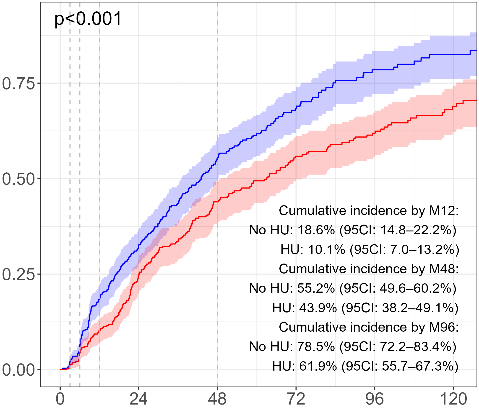 p<0.001
0.75
0.50
0.25
0.00
Cumulative incidence by M12:
No HU: 18.6% (95CI: 14.8–22.2%)
HU: 10.1% (95CI: 7.0–13.2%)
Cumulative incidence by M48:
No HU: 55.2% (95CI: 49.6–60.2%)
HU: 43.9% (95CI: 38.2–49.1%)
Cumulative incidence by M96:
No HU: 78.5% (95CI: 72.2–83.4%)
HU: 61.9% (95CI: 55.7–67.3%)
0 24 48 72 96 120